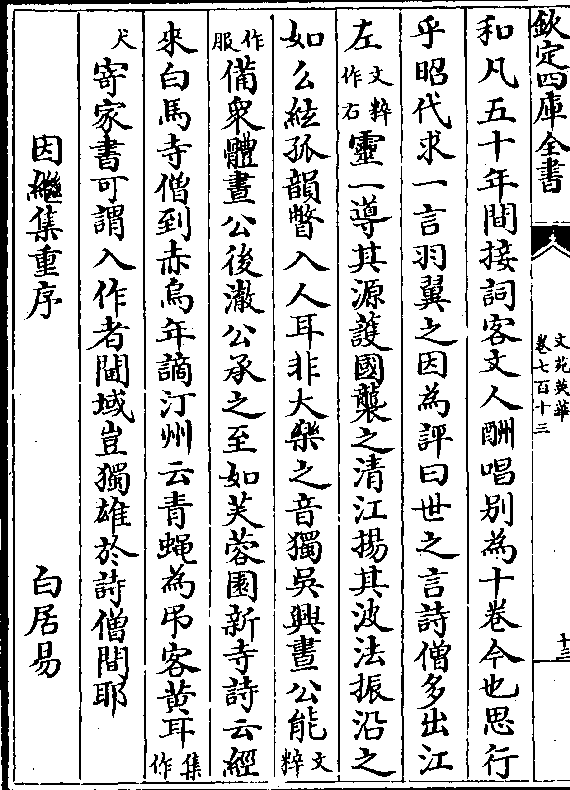 欽定四庫全書
文苑英華
卷七百十三
十三
和凡五十年間接詞客文人酬唱別為十卷今也思行
乎昭代求一言羽翼之因為評曰世之言詩僧多出江
左文粹作右靈一導其源護國襲之清江揚其波法振沿之
如么絃孤韻瞥入人耳非大樂之音獨吳興晝公能文粹
作服備衆體晝公後澈公承之至如芙蓉園新寺詩云經
來白馬寺僧到赤烏年謫汀州云青蝿為弔客黄耳集作
犬寄家書可謂入作者閫域豈獨雄於詩僧間耶
因繼集重序
白居易